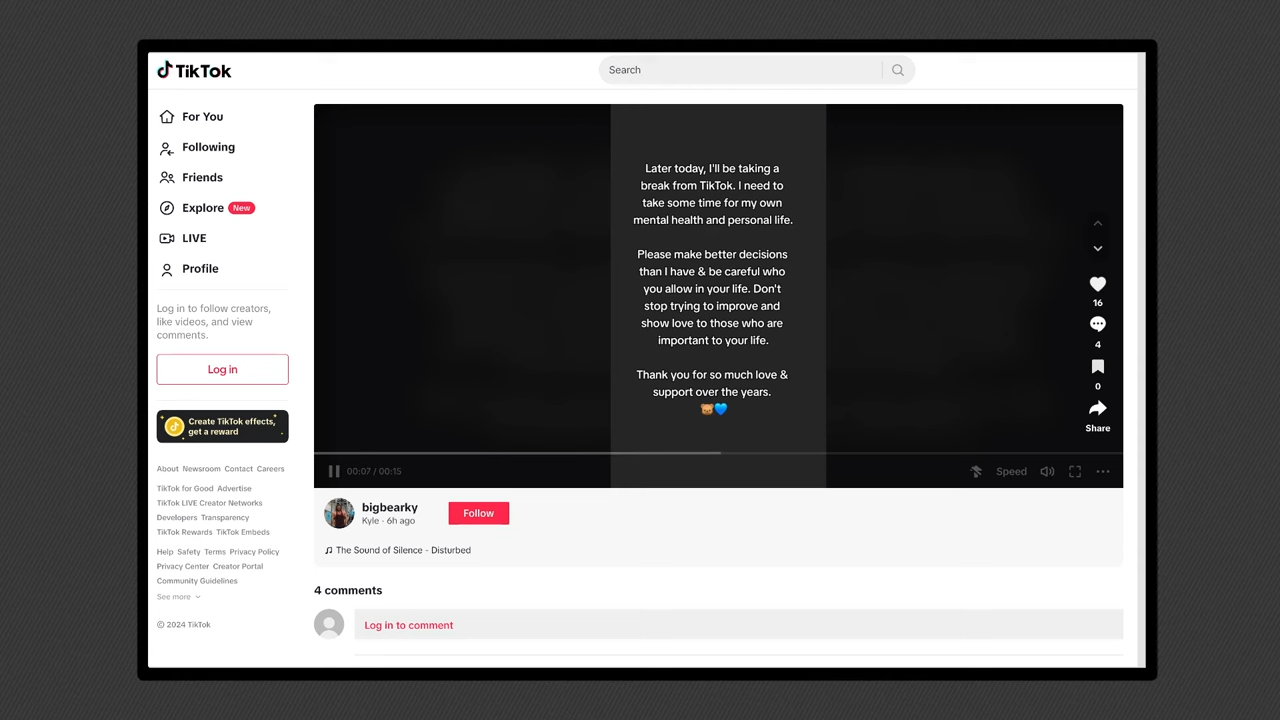 TikTok
Search
For You
Following
Friends
Explore New
LIVE
Profile
Log in to follow creators,
like videos, and view
comments.
Log in
Create TikTok effects,
get a reward
About Newsroom Contact Careers
TikTok for Good Advertise
TikTok LIVE Creator Networks
Developers Transparency
TikTok Rewards TikTok Embeds
Help Safety Terms Privacy Policy
Privacy Center Creator Portal
Community Guidelines
See more
© 2024 TikTok
Later today, I'll be taking a
break from TikTok. I need to
take some time for my own
mental health and personal life.
Please make better decisions
than I have & be careful who
you allow in your life. Don't
stop trying to improve and
show love to those who are
important to your life.
Thank you for so much love &
support over the years.
🐻💙
16
4
0
Share
00:07 / 00:15
Speed
bigbearky
Kyle · 6h ago
Follow
The Sound of Silence - Disturbed
4 comments
Log in to comment